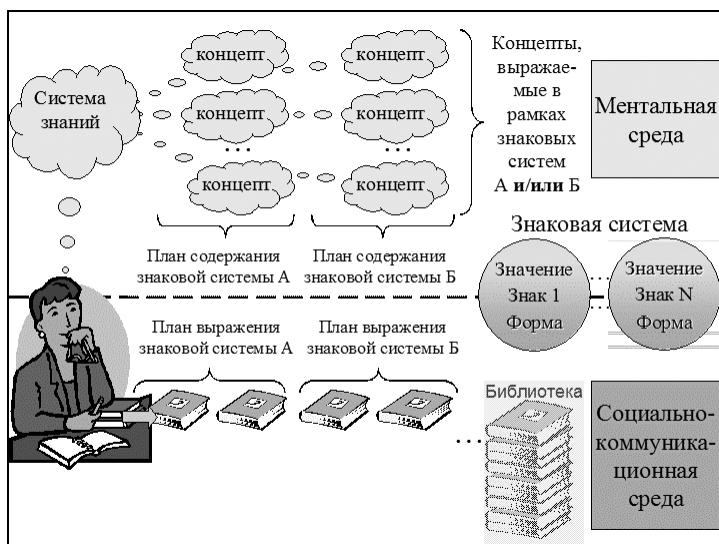 Система
знаний
концепт
концепт
концепт
концепт
...
...
концепт
концепт
Концепты,
выражае-
мые в
рамках
знаковых
систем
А и/или Б
Ментальная
среда
План содержания
знаковой системы А
План содержания
знаковой системы Б
Знаковая система
Значение
Знак 1
Форма
Значение
Знак N
Форма
План выражения
знаковой системы А
План выражения
знаковой системы Б
...
Библиотека
Социально-
коммуника-
ционная
среда